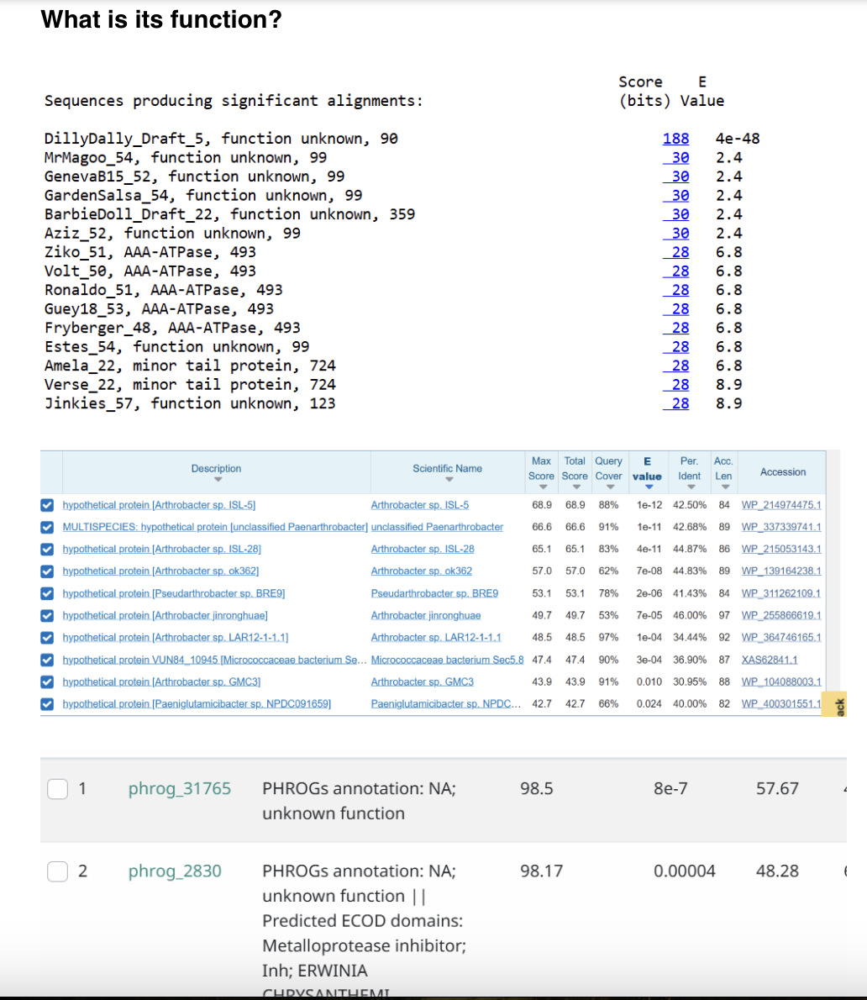 What is its function?
Score E
Sequences producing significant alignments: (bits) Value
DillyDally_Draft_5, function unknown, 90 188 4e-48
MrMagoo_54, function unknown, 99 30 2.4
GenevaB15_52, function unknown, 99 30 2.4
GardenSalsa_54, function unknown, 99 30 2.4
BarbieDoll_Draft_22, function unknown, 359 30 2.4
Aziz_52, function unknown, 99 30 2.4
Ziko_51, AAA-ATPase, 493 28 6.8
Volt_50, AAA-ATPase, 493 28 6.8
Ronaldo_51, AAA-ATPase, 493 28 6.8
Guey18_53, AAA-ATPase, 493 28 6.8
Fryberger_48, AAA-ATPase, 493 28 6.8
Estes_54, function unknown, 99 28 6.8
Amela_22, minor tail protein, 724 28 6.8
Verse_22, minor tail protein, 724 28 8.9
Jinkies_57, function unknown, 123 28 8.9
Description Scientific Name Max Score Total Score Query Cover E value Per. Ident Acc. Len Accession
hypothetical protein [Arthrobacter sp. ISL-5] Arthrobacter sp. ISL-5 68.9 68.9 88% 1e-12 42.50% 84 WP_214974475.1
MULTISPECIES: hypothetical protein [unclassified Paenarthrobacter] unclassified Paenarthrobacter 66.6 66.6 91% 1e-11 42.68% 89 WP_337339741.1
hypothetical protein [Arthrobacter sp. ISL-28] Arthrobacter sp. ISL-28 65.1 65.1 83% 4e-11 44.87% 86 WP_215053143.1
hypothetical protein [Arthrobacter sp. ok362] Arthrobacter sp. ok362 57.0 57.0 62% 7e-08 44.83% 89 WP_139164238.1
hypothetical protein [Pseudarthrobacter sp. BRE9] Pseudarthrobacter sp. BRE9 53.1 53.1 78% 2e-06 41.43% 84 WP_311262109.1
hypothetical protein [Arthrobacter jinronghuae] Arthrobacter jinronghuae 49.7 49.7 53% 7e-05 46.00% 97 WP_255866619.1
hypothetical protein [Arthrobacter sp. LAR12-1-1.1] Arthrobacter sp. LAR12-1-1.1 48.5 48.5 97% 1e-04 34.44% 92 WP_364746165.1
hypothetical protein VUN84_10945 [Micrococcaceae bacterium Se... Micrococcaceae bacterium Sec5.8 47.4 47.4 90% 3e-04 36.90% 87 XAS62841.1
hypothetical protein [Arthrobacter sp. GMC3] Arthrobacter sp. GMC3 43.9 43.9 91% 0.010 30.95% 88 WP_104088003.1
hypothetical protein [Paeniglutamicibacter sp. NPDC091659] Paeniglutamicibacter sp. NPDC... 42.7 42.7 66% 0.024 40.00% 82 WP_400301551.1
ack
1 phrog_31765 PHROGs annotation: NA; 98.5 8e-7 57.67
unknown function
2 phrog_2830 PHROGs annotation: NA; 98.17 0.00004 48.28
unknown function ||
Predicted ECOD domains:
Metalloprotease inhibitor;
Inh; ERWINIA
CHRYSANTHEMI